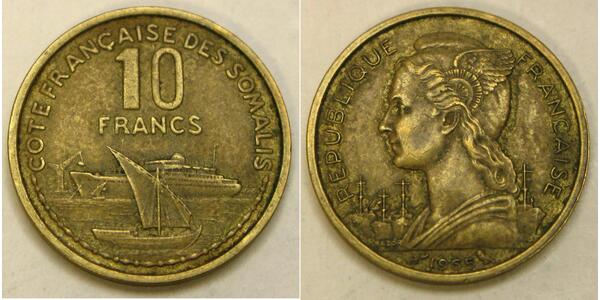 COTE FRANÇAISE DES SOMALIS
10
FRANCS
REPUBLIQUE FRANÇAISE